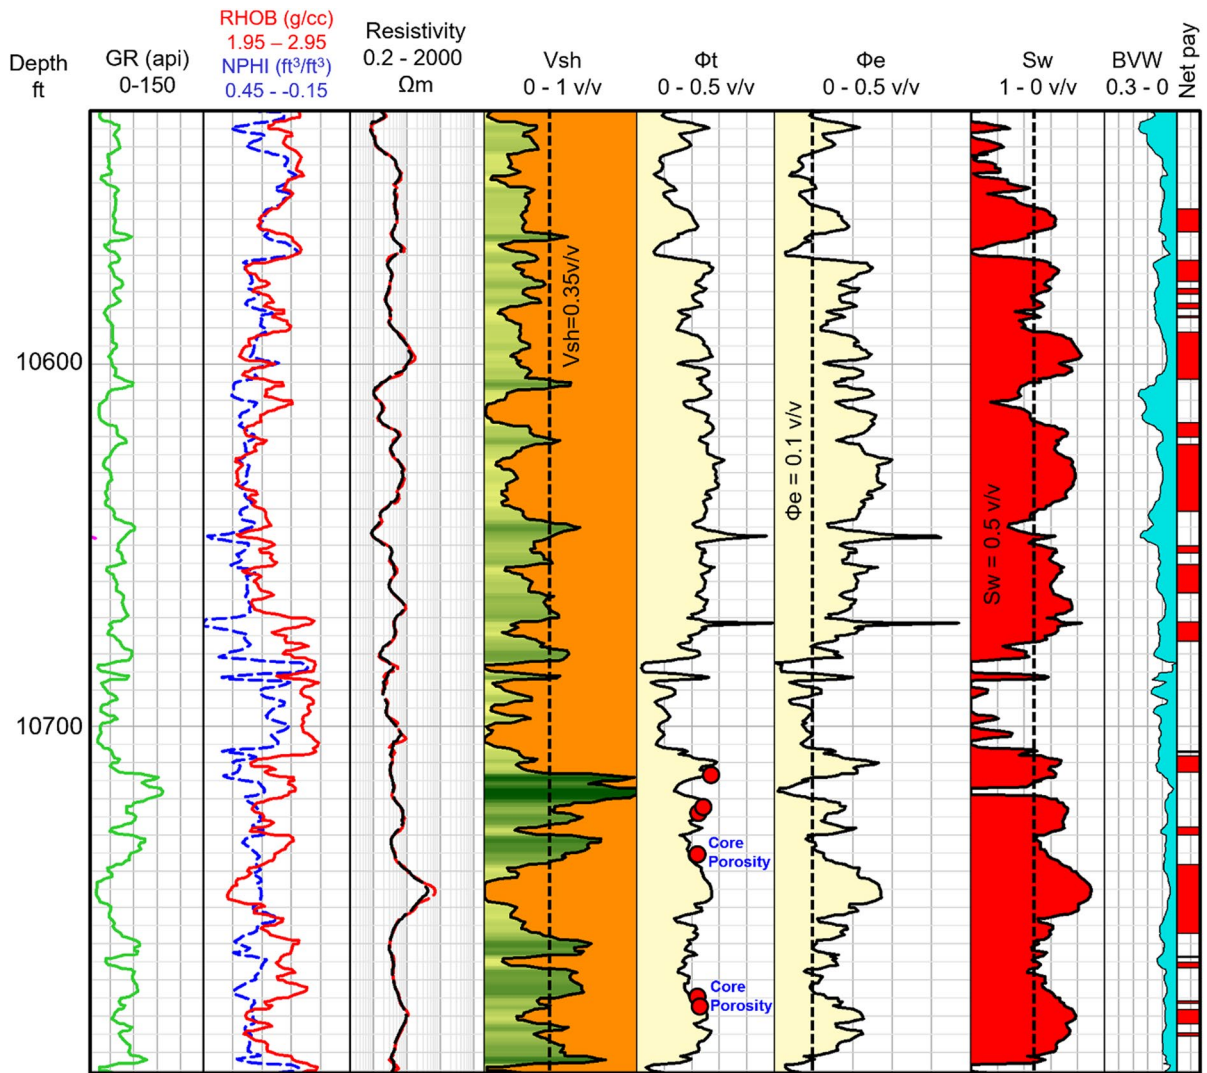 Depth
ft
GR (api)
0-150
RHOB (g/cc)
1.95 – 2.95
NPHI (ft³/ft³)
0.45 - -0.15
Resistivity
0.2 - 2000
Ωm
Vsh
0 - 1 v/v
Φt
0 - 0.5 v/v
Φe
0 - 0.5 v/v
Sw
1 - 0 v/v
BVW
0.3 - 0
Net pay
10600
10700
Vsh=0.35v/v
Φe = 0.1 v/v
Sw = 0.5 v/v
Core
Porosity
Core
Porosity